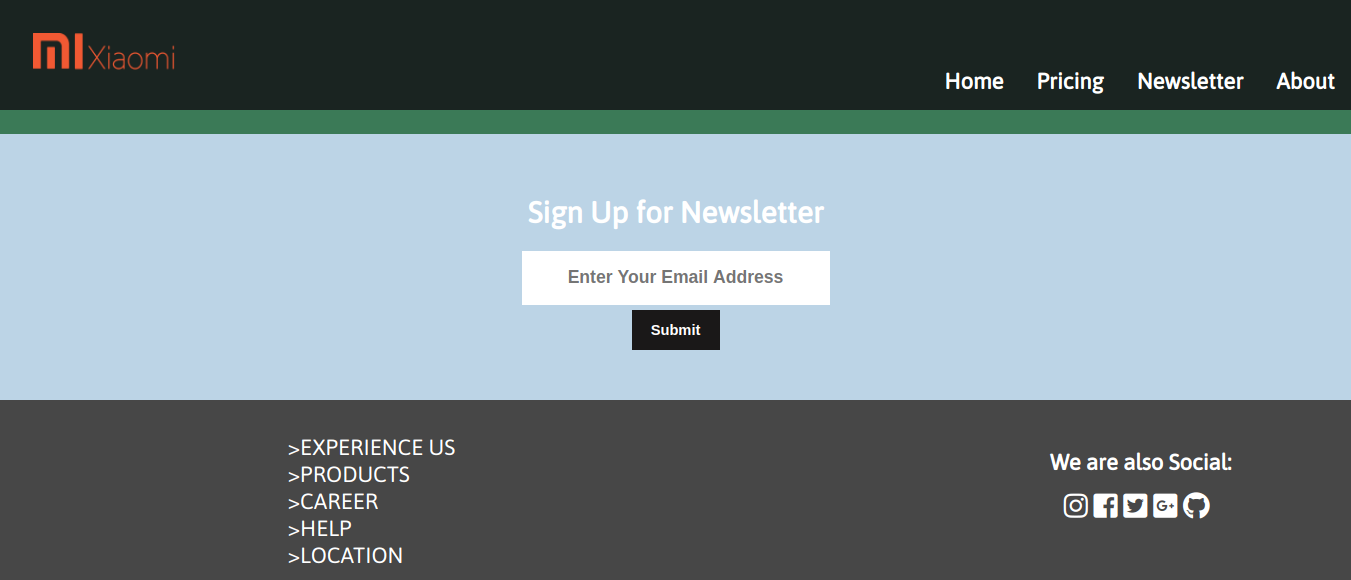 MI Xiaomi
Home Pricing Newsletter About
Sign Up for Newsletter
Enter Your Email Address
Submit
>EXPERIENCE US
>PRODUCTS
>CAREER
>HELP
>LOCATION
We are also Social:
G+